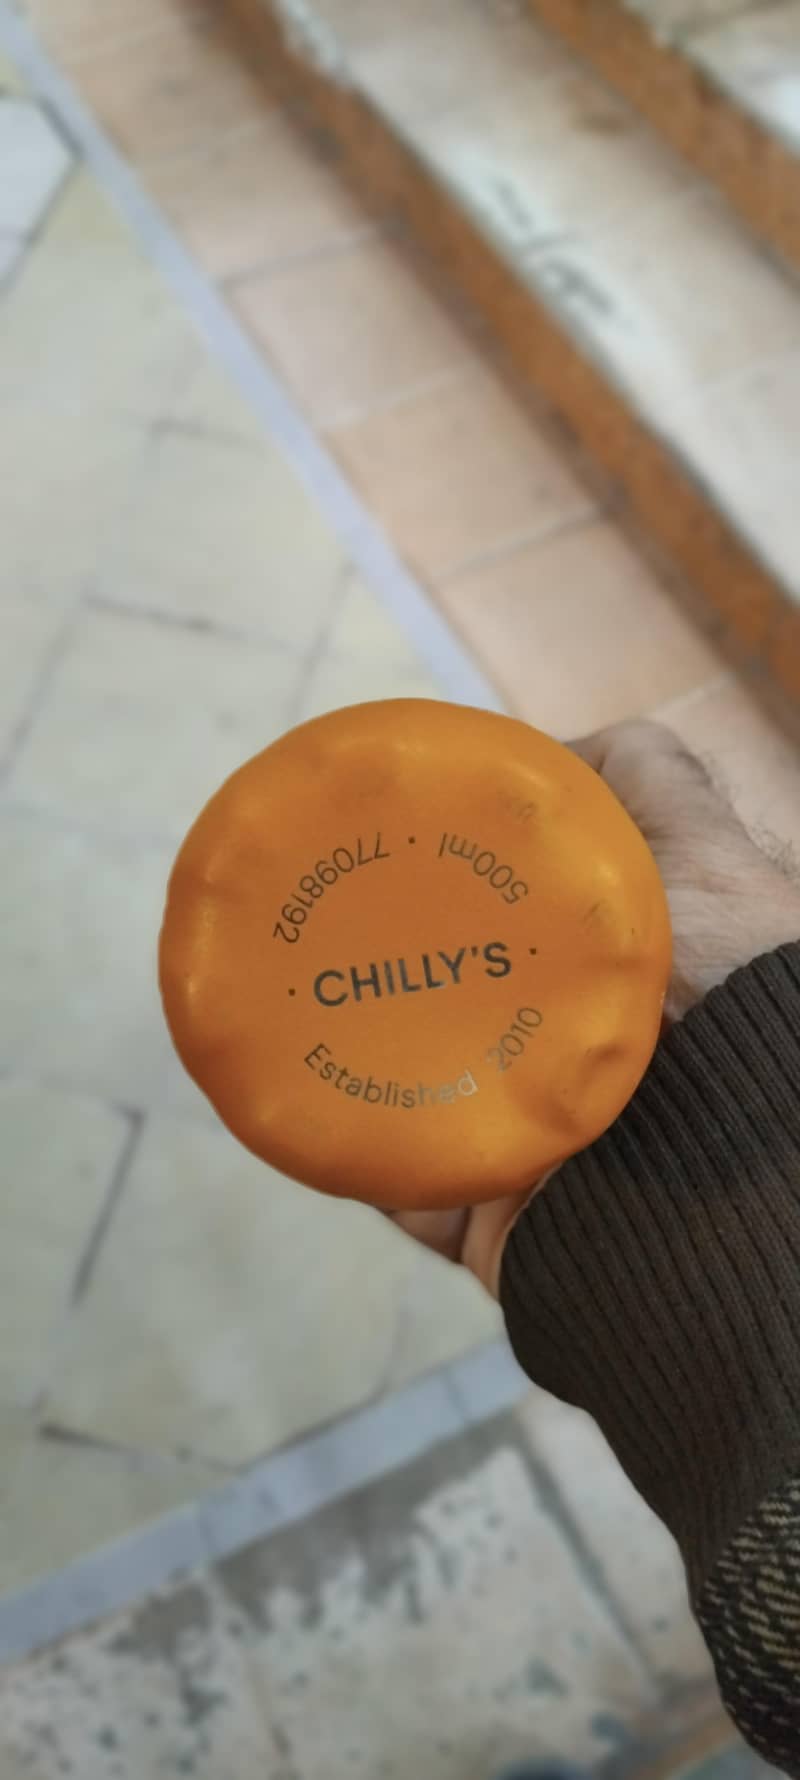 77098192 · 500ml
· CHILLY'S ·
Established 2010